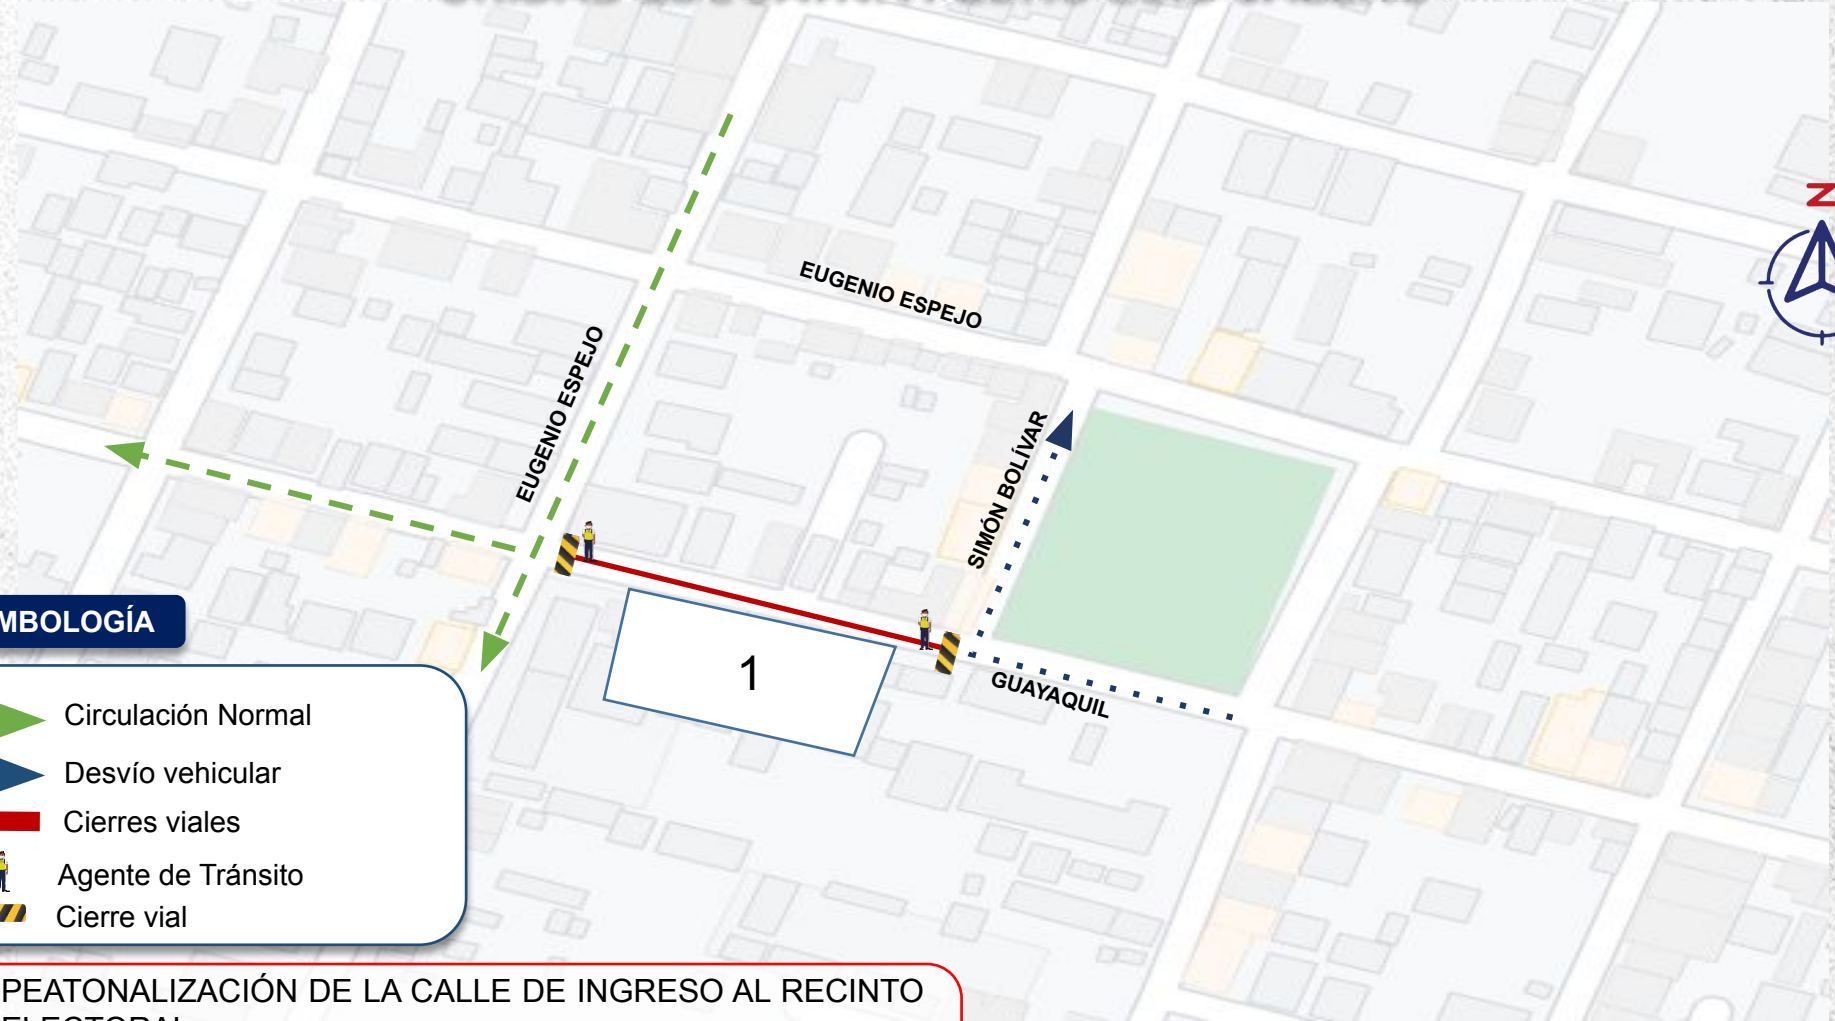 N
EUGENIO ESPEJO
EUGENIO ESPEJO
SIMÓN BOLÍVAR
1
GUAYAQUIL
MBOLOGÍA
Circulación Normal
Desvío vehicular
Cierres viales
Agente de Tránsito
Cierre vial
PEATONALIZACIÓN DE LA CALLE DE INGRESO AL RECINTO